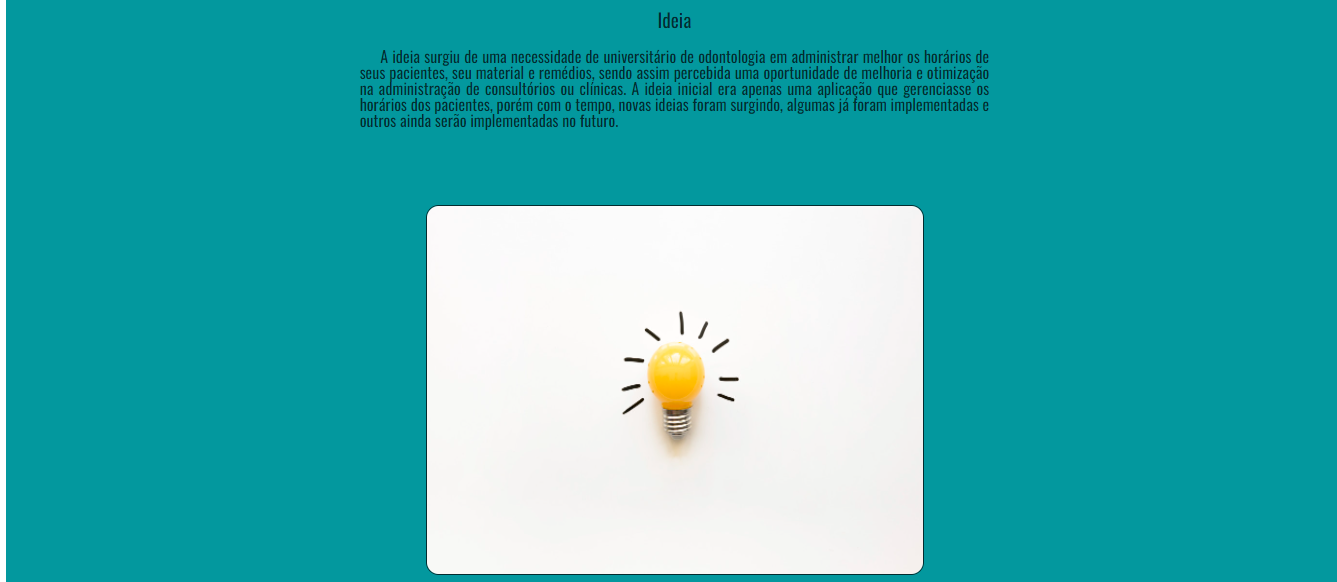 Ideia
A ideia surgiu de uma necessidade de universitário de odontologia em administrar melhor os horários de
seus pacientes, seu material e remédios, sendo assim percebida uma oportunidade de melhoria e otimização
na administração de consultórios ou clínicas. A ideia inicial era apenas uma aplicação que gerenciasse os
horários dos pacientes, porém com o tempo, novas ideias foram surgindo, algumas já foram implementadas e
outros ainda serão implementadas no futuro.